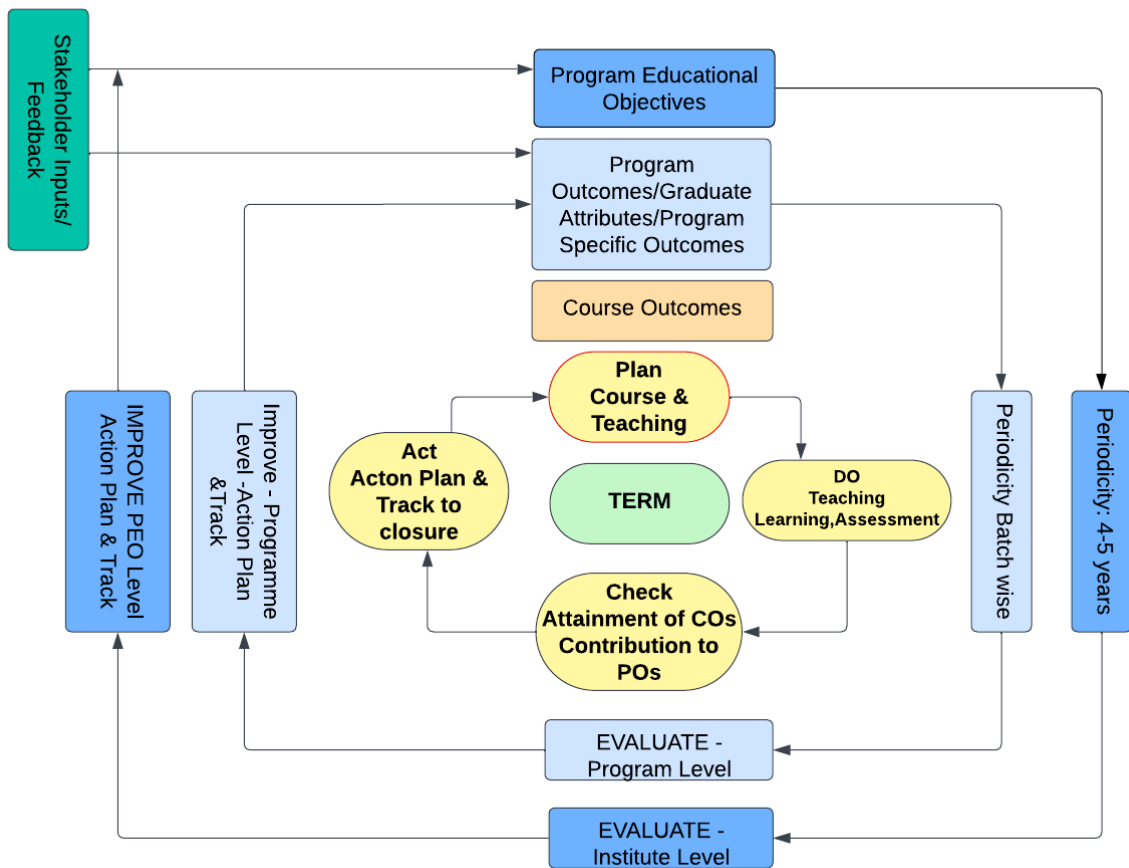 Stakeholder Inputs/
Feedback
Program Educational
Objectives
Program
Outcomes/Graduate
Attributes/Program
Specific Outcomes
Course Outcomes
Plan
Course &
Teaching
Act
Acton Plan &
Track to
closure
TERM
DO
Teaching
Learning,Assessment
Check
Attainment of COs
Contribution to
POs
IMPROVE PEO Level
Action Plan & Track
Improve - Programme
Level -Action Plan
&Track
Periodicity Batch wise
Periodicity: 4-5 years
EVALUATE -
Program Level
EVALUATE -
Institute Level